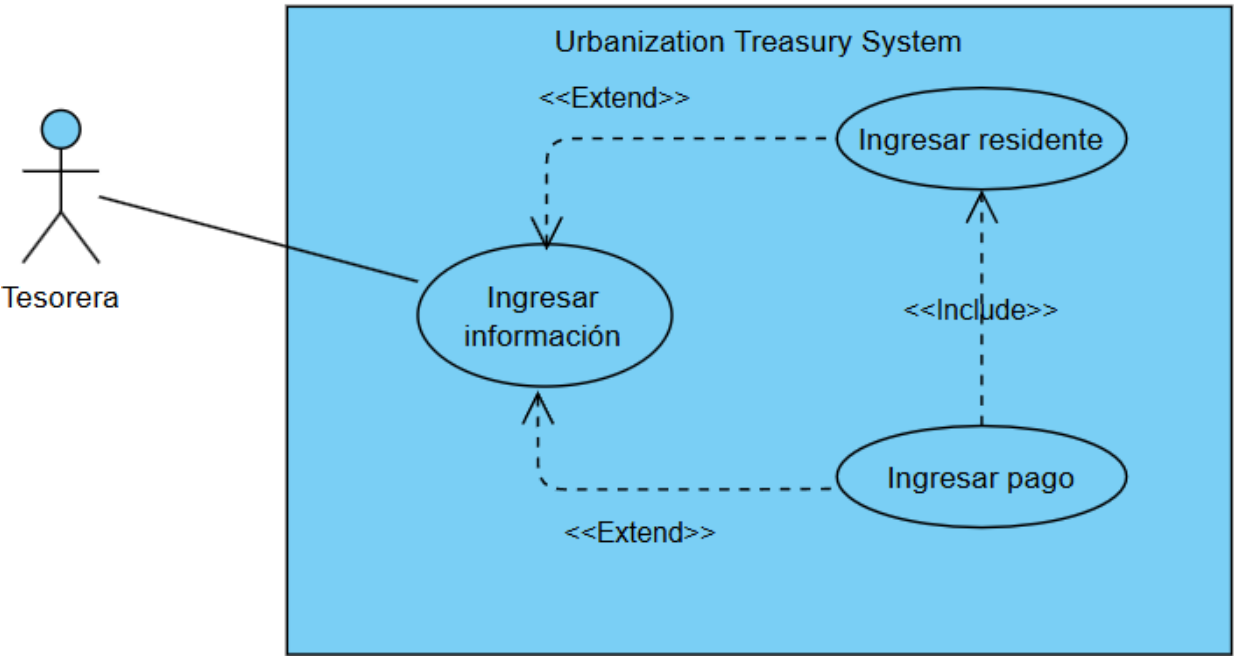 Urbanization Treasury System
<<Extend>>
Ingresar residente
Tesorera
Ingresar
información
<<Include>>
Ingresar pago
<<Extend>>